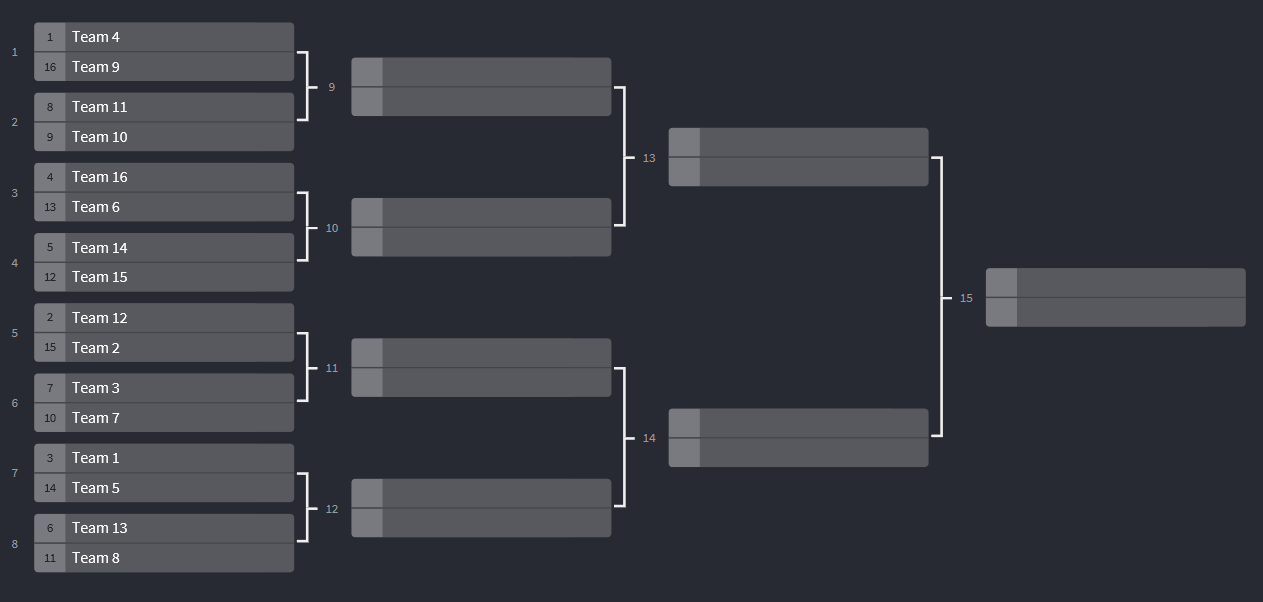 1
1 Team 4
16 Team 9
2
8 Team 11
9 Team 10
3
4 Team 16
13 Team 6
4
5 Team 14
12 Team 15
5
2 Team 12
15 Team 2
6
7 Team 3
10 Team 7
7
3 Team 1
14 Team 5
8
6 Team 13
11 Team 8
9
10
11
12
13
14
15